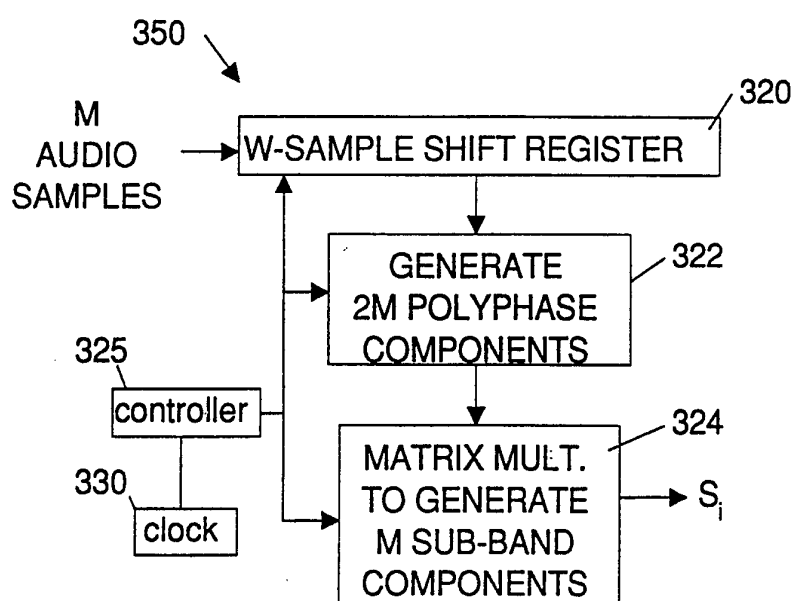 350
320
M
AUDIO
SAMPLES
W-SAMPLE SHIFT REGISTER
322
GENERATE
2M POLYPHASE
COMPONENTS
325
controller
324
MATRIX MULT.
TO GENERATE
M SUB-BAND
COMPONENTS
S_i
330
clock